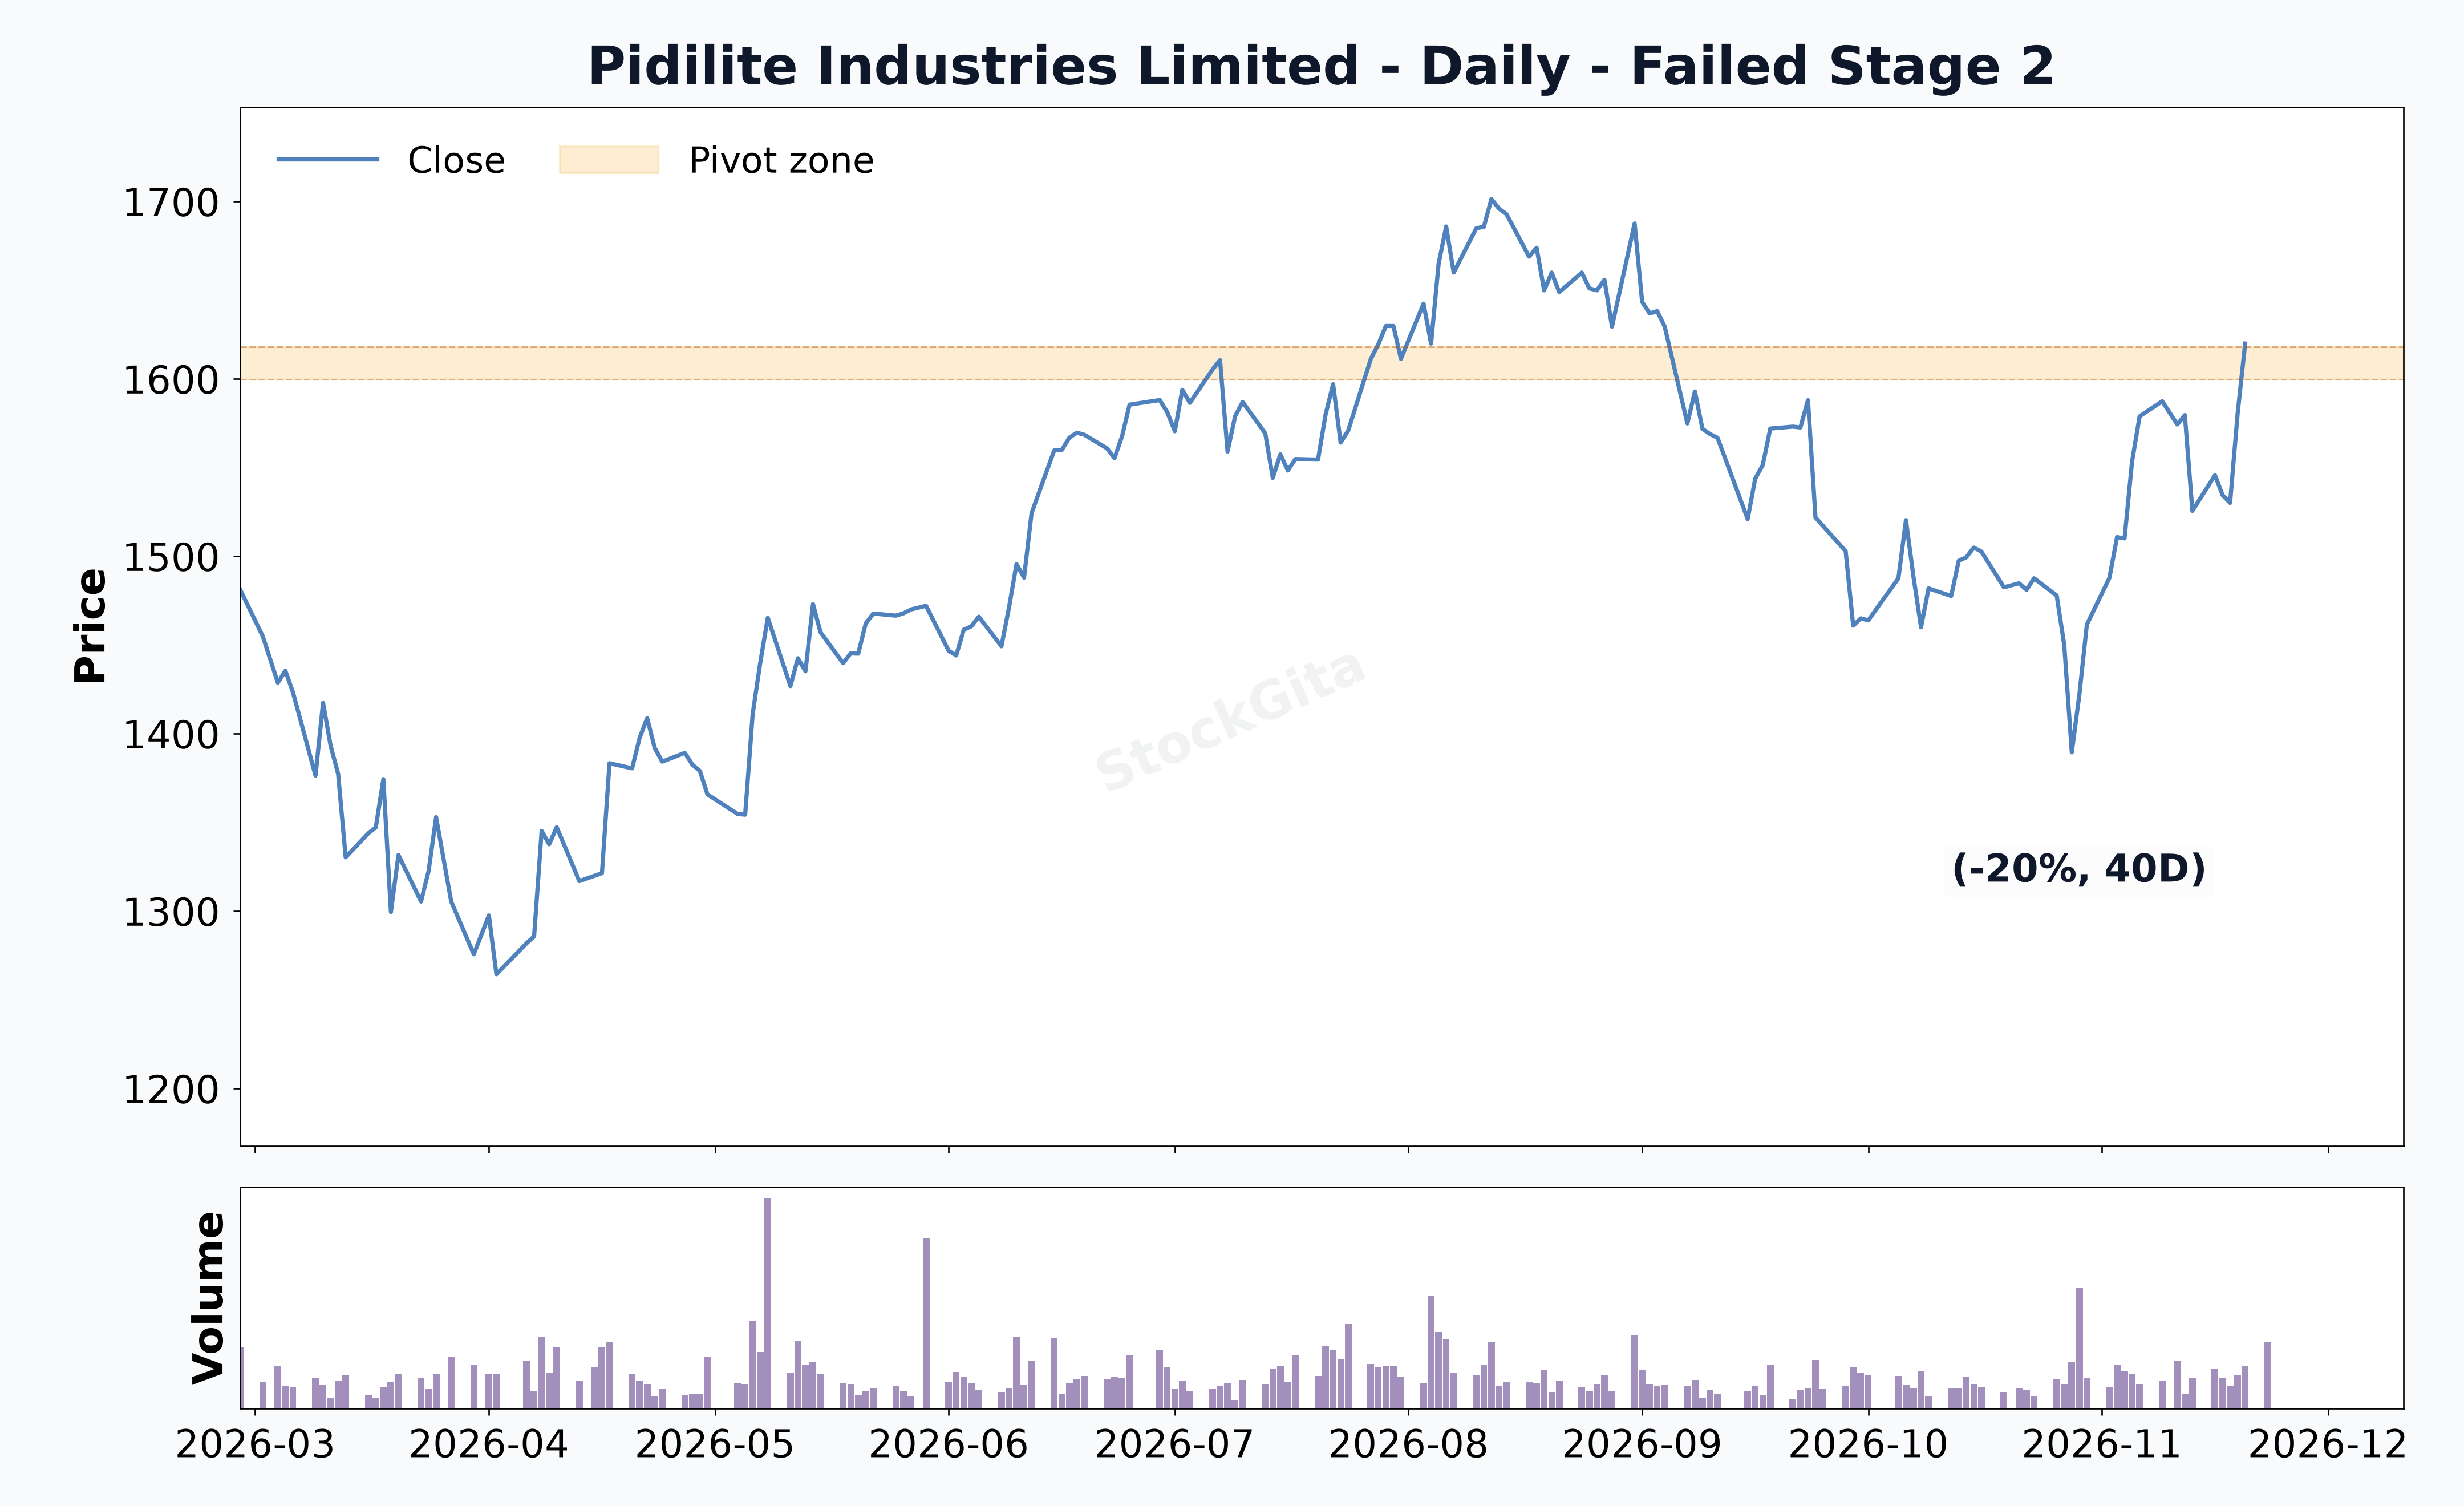 Pidilite Industries Limited - Daily - Failed Stage 2
Close
Pivot zone
1700
1600
1500
1400
1300
1200
Price
StockGita
(-20%, 40D)
Volume
2026-03
2026-04
2026-05
2026-06
2026-07
2026-08
2026-09
2026-10
2026-11
2026-12